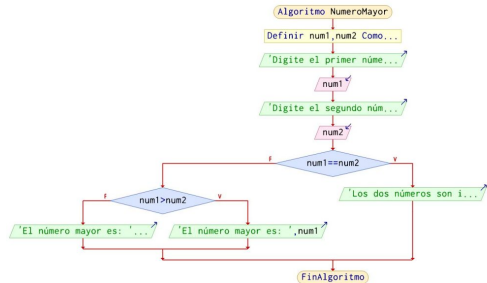 Algoritmo NumeroMayor
Definir num1,num2 Como...
'Digite el primer núme...
num1
'Digite el segundo núm...
num2
F
num1==num2
V
F
num1>num2
V
'Los dos números son i...
'El número mayor es: '...
'El número mayor es: ',num1
FinAlgoritmo